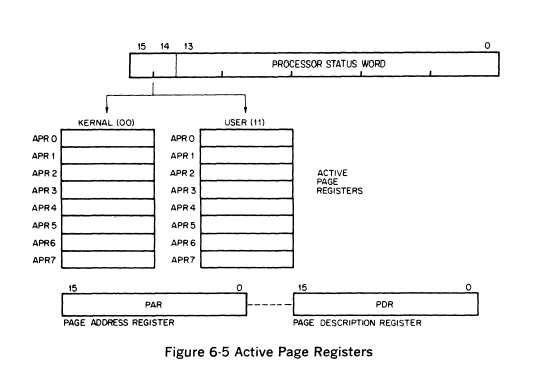 15 14 13 0
PROCESSOR STATUS WORD
KERNAL (00) USER (11)
APR 0 APR 0
APR 1 APR 1
APR 2 APR 2
APR 3 APR 3
APR 4 APR 4
APR 5 APR 5
APR 6 APR 6
APR 7 APR 7
ACTIVE
PAGE
REGISTERS
15 0 15 0
PAR PDR
PAGE ADDRESS REGISTER PAGE DESCRIPTION REGISTER
Figure 6-5 Active Page Registers